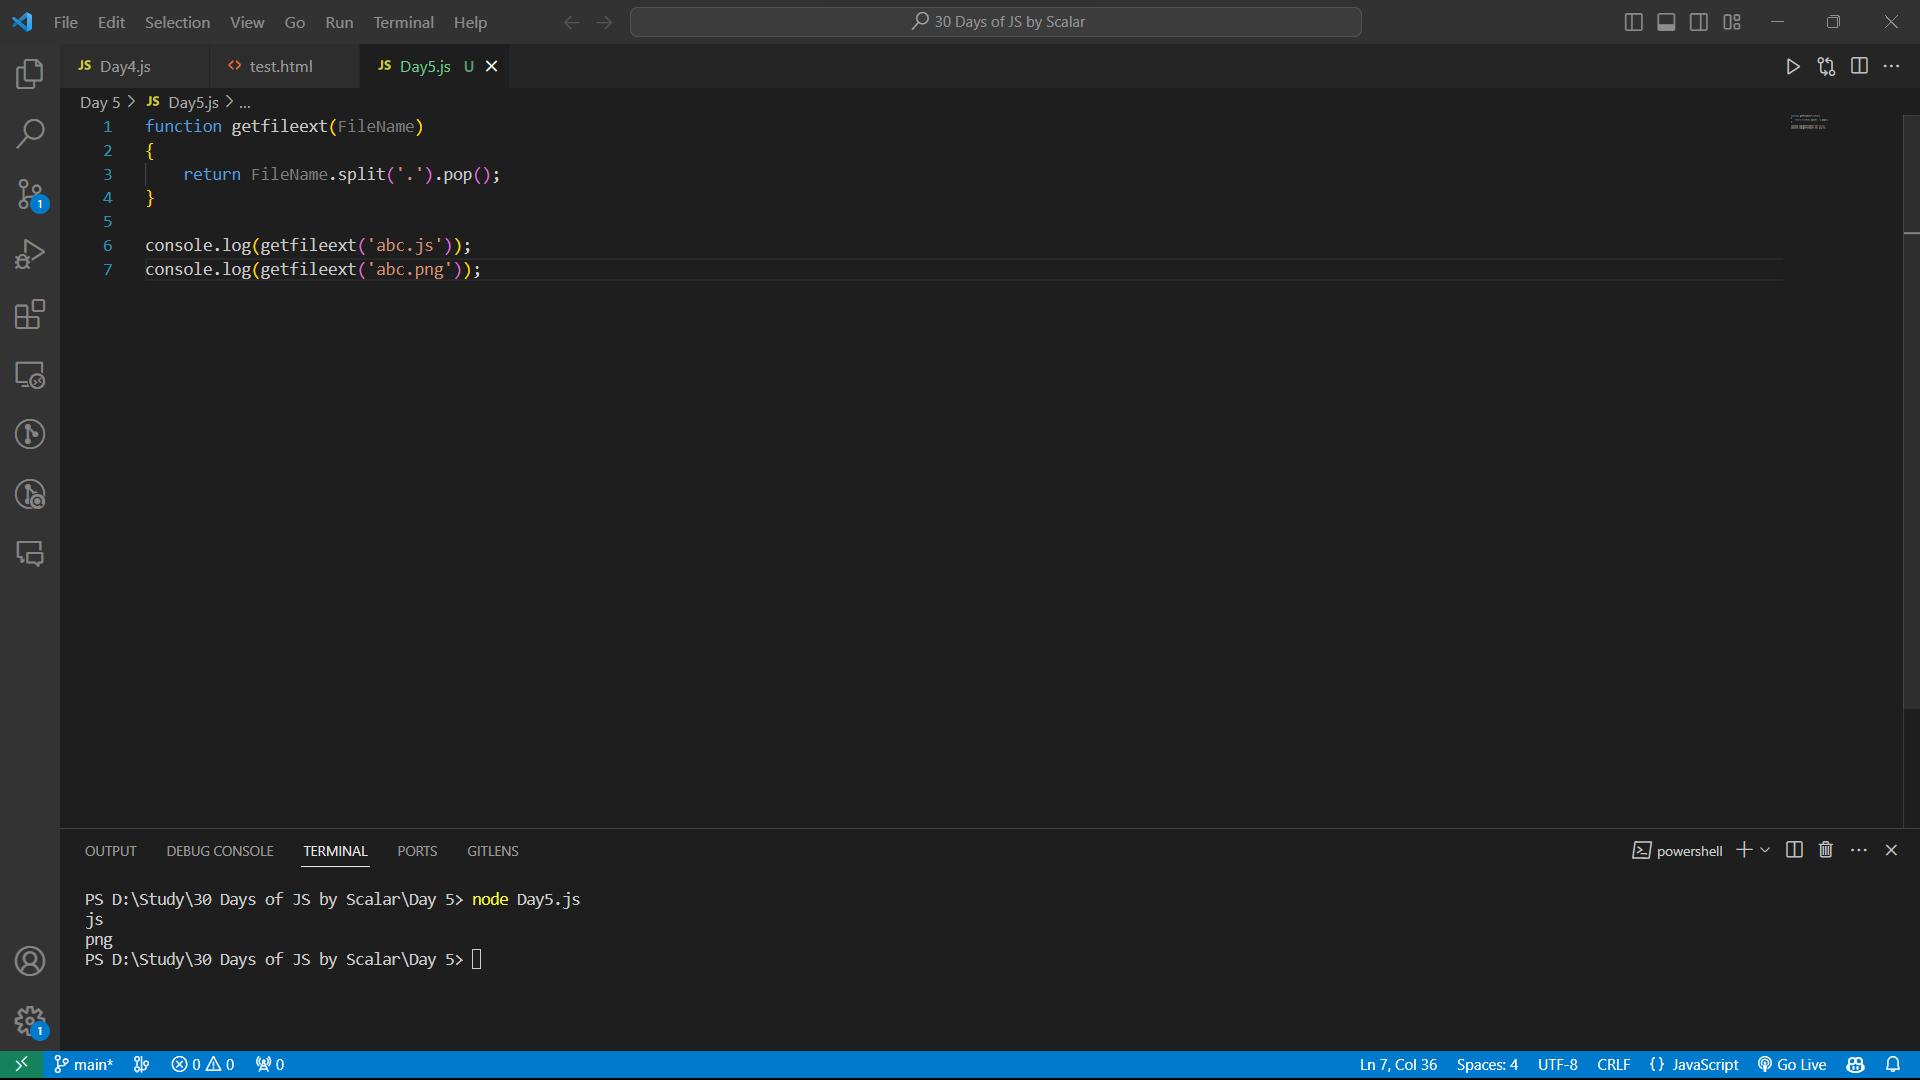 File Edit Selection View Go Run Terminal Help
30 Days of JS by Scalar
JS Day4.js
<> test.html
JS Day5.js U
Day 5 > JS Day5.js > ...
1 function getfileext(FileName)
2 {
3     return FileName.split('.').pop();
4 }
5
6 console.log(getfileext('abc.js'));
7 console.log(getfileext('abc.png'));
1
OUTPUT DEBUG CONSOLE TERMINAL PORTS GITLENS
powershell
PS D:\Study\30 Days of JS by Scalar\Day 5> node Day5.js
js
png
PS D:\Study\30 Days of JS by Scalar\Day 5>
1
main* 0 0 0
Ln 7, Col 36 Spaces: 4 UTF-8 CRLF {} JavaScript Go Live